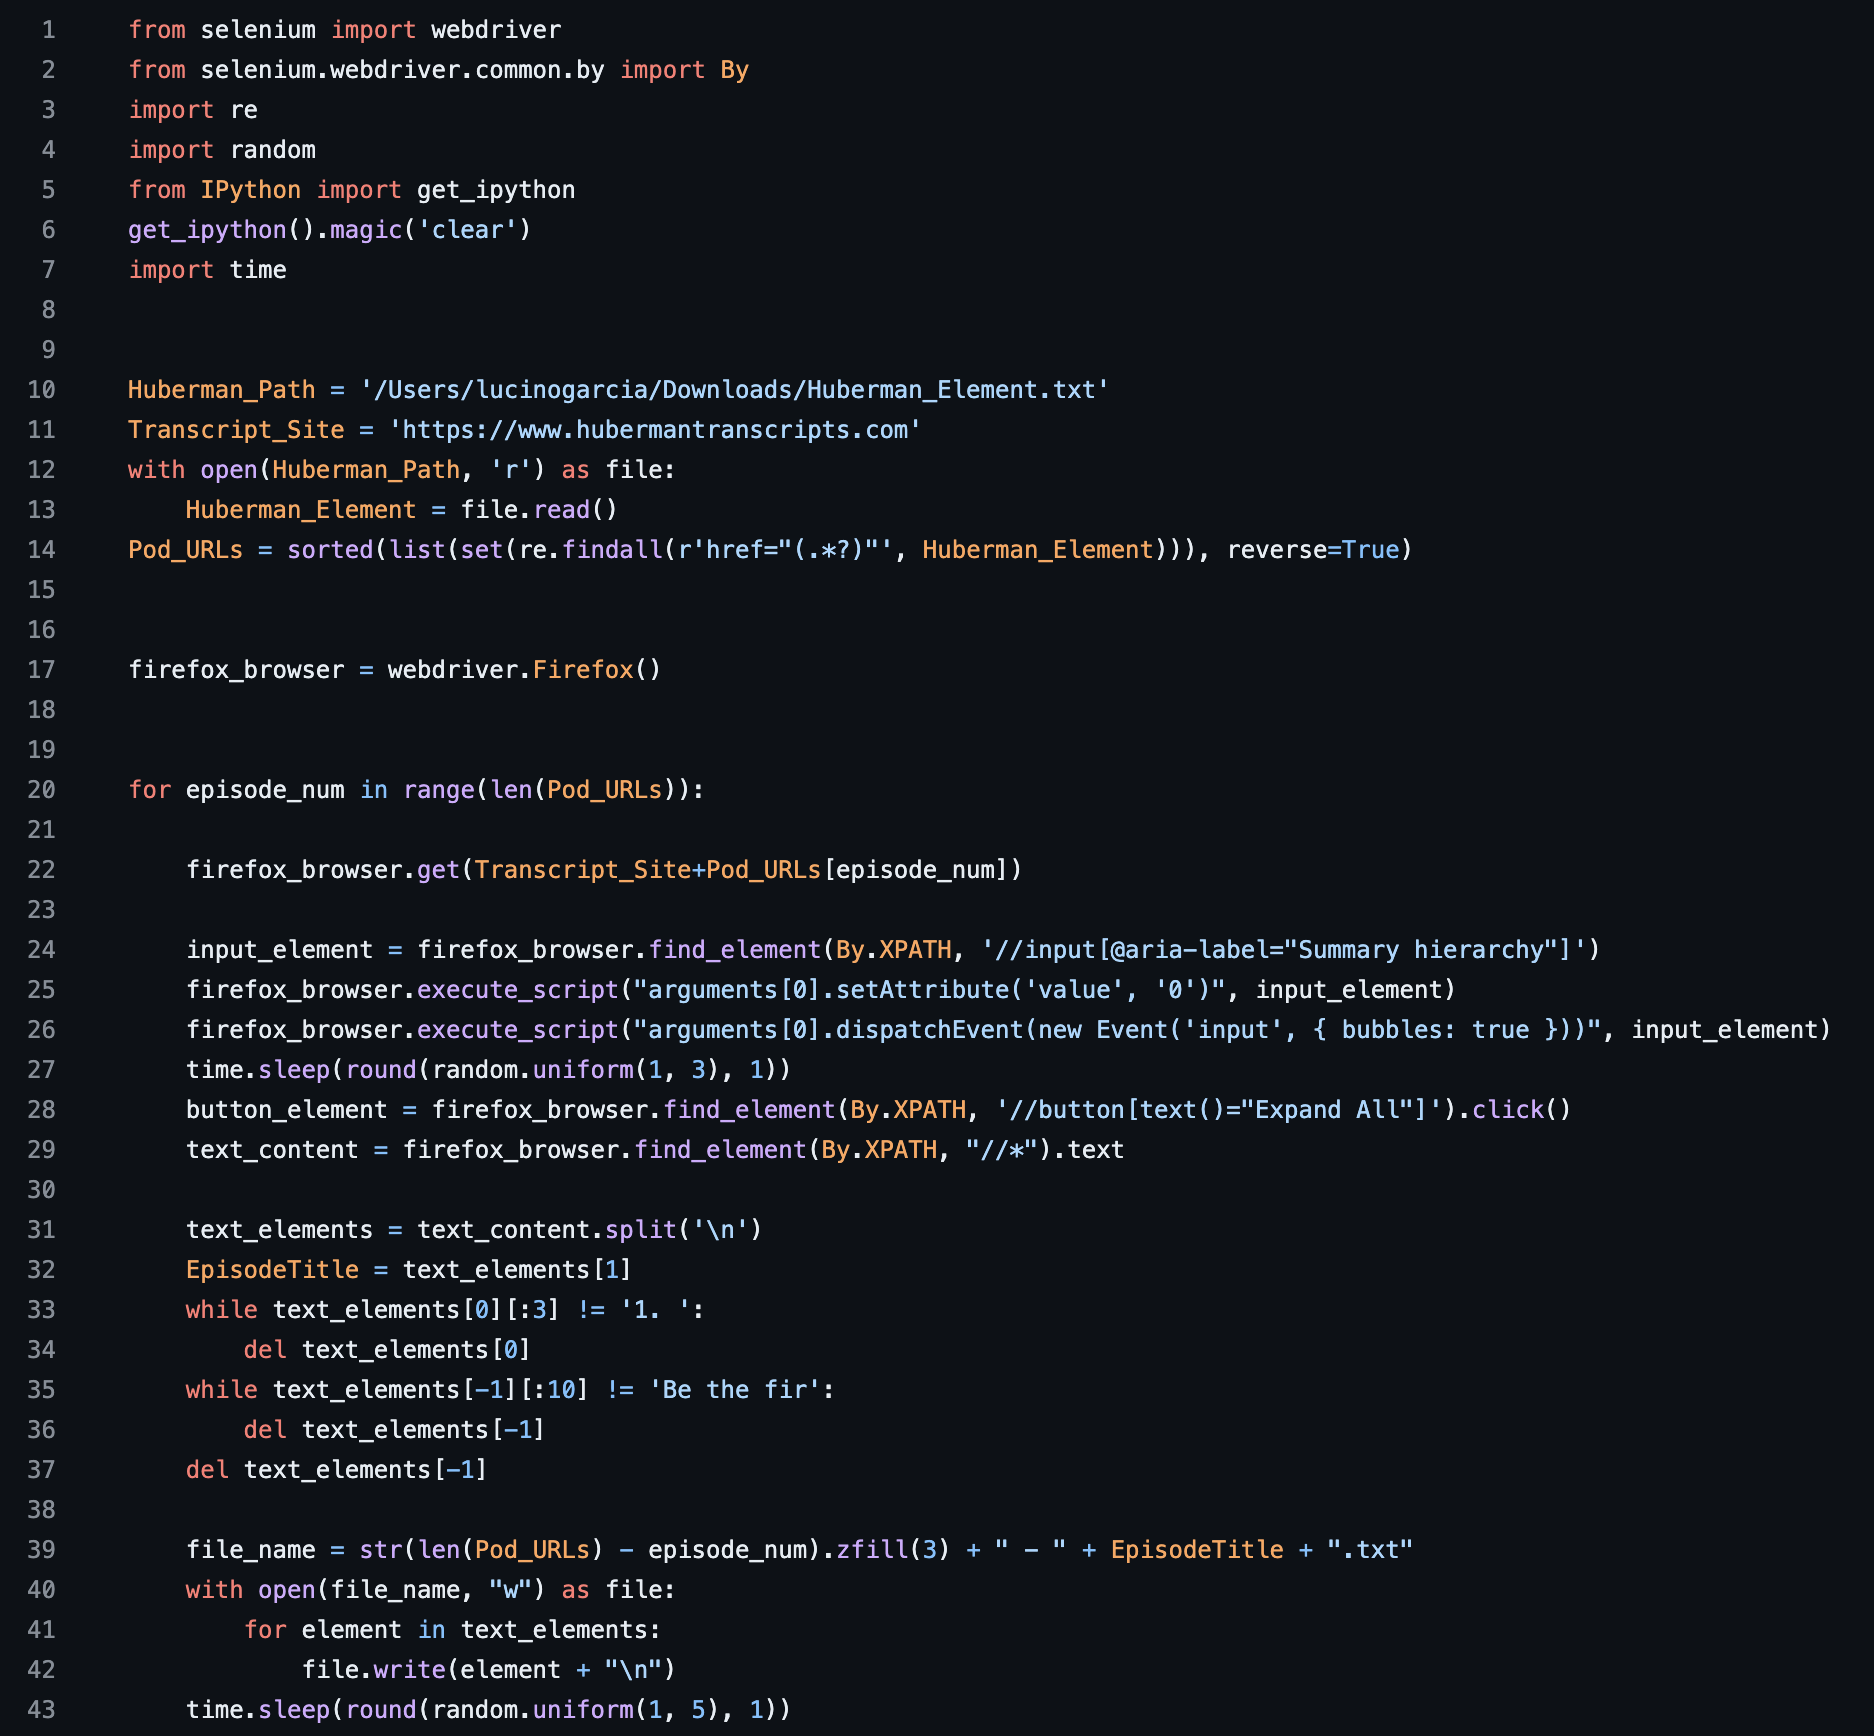 1 from selenium import webdriver
2 from selenium.webdriver.common.by import By
3 import re
4 import random
5 from IPython import get_ipython
6 get_ipython().magic('clear')
7 import time
8
9
10 Huberman_Path = '/Users/lucinogarcia/Downloads/Huberman_Element.txt'
11 Transcript_Site = 'https://www.hubermantranscripts.com'
12 with open(Huberman_Path, 'r') as file:
13     Huberman_Element = file.read()
14 Pod_URLs = sorted(list(set(re.findall(r'href="(.*?)"', Huberman_Element))), reverse=True)
15
16
17 firefox_browser = webdriver.Firefox()
18
19
20 for episode_num in range(len(Pod_URLs)):
21
22     firefox_browser.get(Transcript_Site+Pod_URLs[episode_num])
23
24     input_element = firefox_browser.find_element(By.XPATH, '//input[@aria-label="Summary hierarchy"]')
25     firefox_browser.execute_script("arguments[0].setAttribute('value', '0')", input_element)
26     firefox_browser.execute_script("arguments[0].dispatchEvent(new Event('input', { bubbles: true }))", input_element)
27     time.sleep(round(random.uniform(1, 3), 1))
28     button_element = firefox_browser.find_element(By.XPATH, '//button[text()="Expand All"]').click()
29     text_content = firefox_browser.find_element(By.XPATH, "//*").text
30
31     text_elements = text_content.split('\n')
32     EpisodeTitle = text_elements[1]
33     while text_elements[0][:3] != '1. ':
34         del text_elements[0]
35     while text_elements[-1][:10] != 'Be the fir':
36         del text_elements[-1]
37     del text_elements[-1]
38
39     file_name = str(len(Pod_URLs) - episode_num).zfill(3) + " - " + EpisodeTitle + ".txt"
40     with open(file_name, "w") as file:
41         for element in text_elements:
42             file.write(element + "\n")
43     time.sleep(round(random.uniform(1, 5), 1))